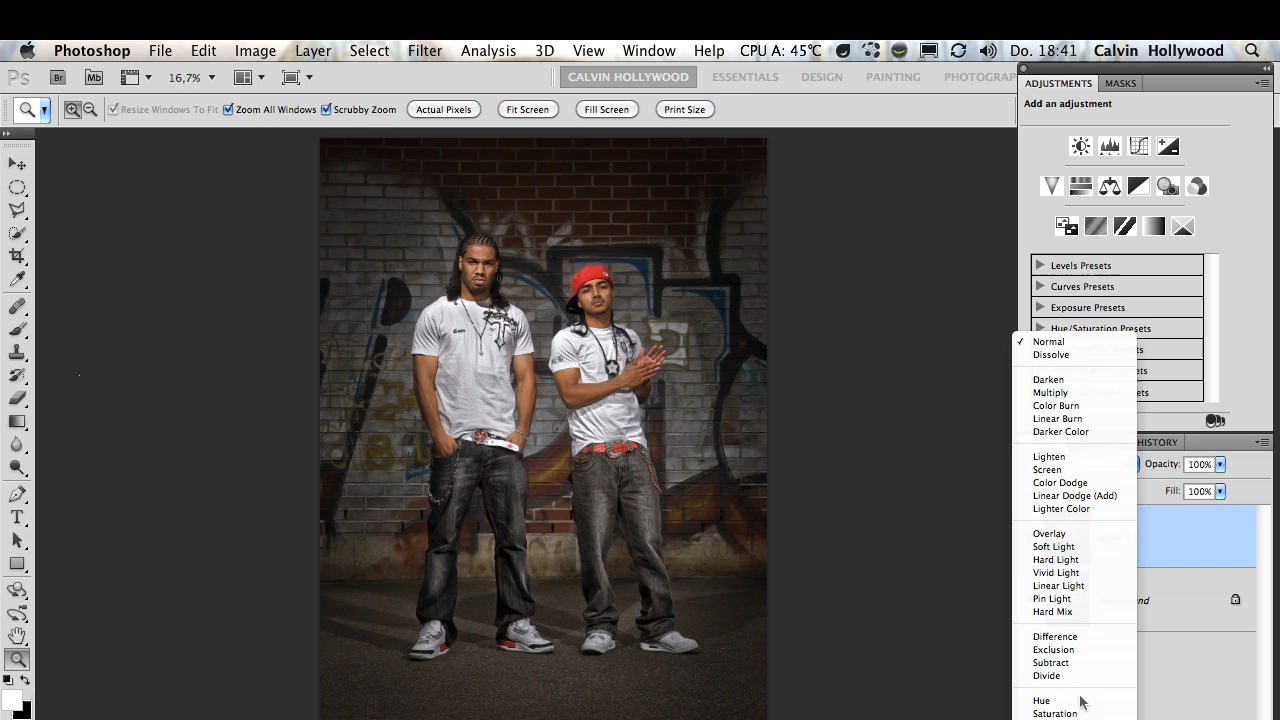 Photoshop File Edit Image Layer Select Filter Analysis 3D View Window Help CPU A: 45°C Do. 18:41 Calvin Hollywood
Ps Br Mb 16,7% CALVIN HOLLYWOOD ESSENTIALS DESIGN PAINTING PHOTOGRAP
Resize Windows To Fit Zoom All Windows Scrubby Zoom Actual Pixels Fit Screen Fill Screen Print Size
ADJUSTMENTS MASKS
Add an adjustment
Levels Presets
Curves Presets
Exposure Presets
Hue/Saturation Presets
Normal
Dissolve
Darken
Multiply
Color Burn
Linear Burn
Darker Color
Lighten
Screen
Color Dodge
Linear Dodge (Add)
Lighter Color
Overlay
Soft Light
Hard Light
Vivid Light
Linear Light
Pin Light
Hard Mix
Difference
Exclusion
Subtract
Divide
Hue
Saturation
HISTORY
Opacity: 100%
Fill: 100%